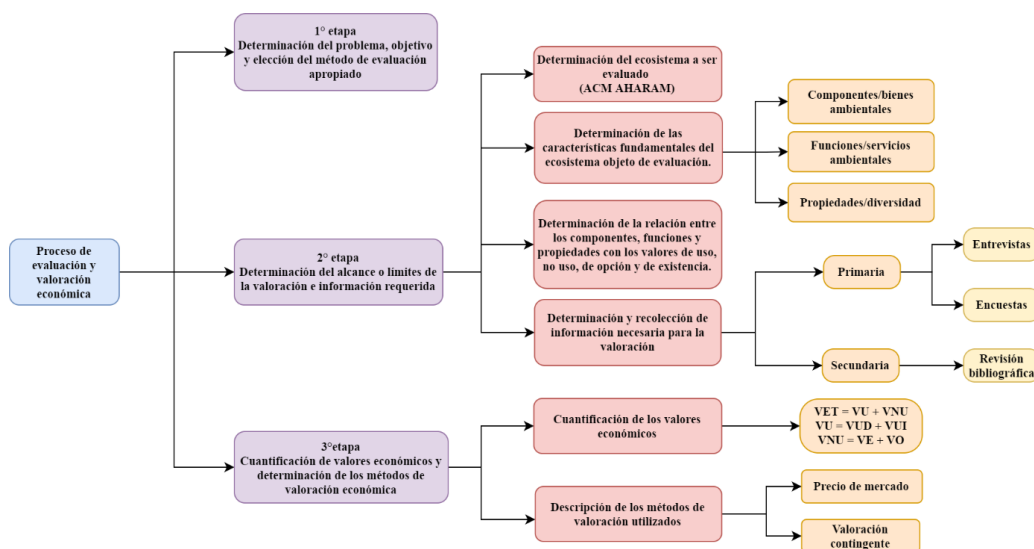 Proceso de
evaluación y
valoración
económica
1° etapa
Determinación del problema, objetivo
y elección del método de evaluación
apropiado
2° etapa
Determinación del alcance o límites de
la valoración e información requerida
Determinación del ecosistema a ser
evaluado
(ACM AHARAM)
Determinación de las
características fundamentales del
ecosistema objeto de evaluación.
Componentes/bienes
ambientales
Funciones/servicios
ambientales
Propiedades/diversidad
Determinación de la relación entre
los componentes, funciones y
propiedades con los valores de uso,
no uso, de opción y de existencia.
Determinación y recolección de
información necesaria para la
valoración
Primaria
Entrevistas
Encuestas
Secundaria
Revisión
bibliográfica
3°etapa
Cuantificación de valores económicos y
determinación de los métodos de
valoración económica
Cuantificación de los valores
económicos
VET = VU + VNU
VU = VUD + VUI
VNU = VE + VO
Descripción de los métodos de
valoración utilizados
Precio de mercado
Valoración
contingente